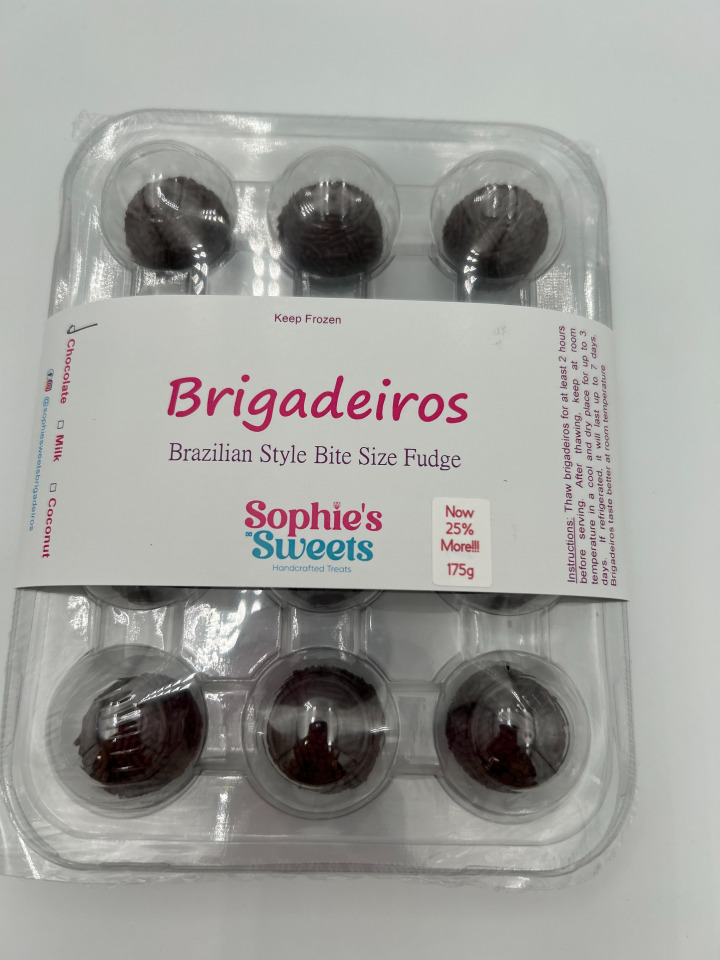 Keep Frozen
Brigadeiros
Brazilian Style Bite Size Fudge
Sophie's
Sweets
Handcrafted Treats
Now
25%
More!!!
175g
Chocolate ☐ Milk ☐ Coconut
@sophiesweetsbrigadeiros
Instructions: Thaw brigadeiros for at least 2 hours
before serving. After thawing, keep at room
temperature in a cool and dry place for up to 3
days. If refrigerated, it will last up to 7 days.
Brigadeiros taste better at room temperature